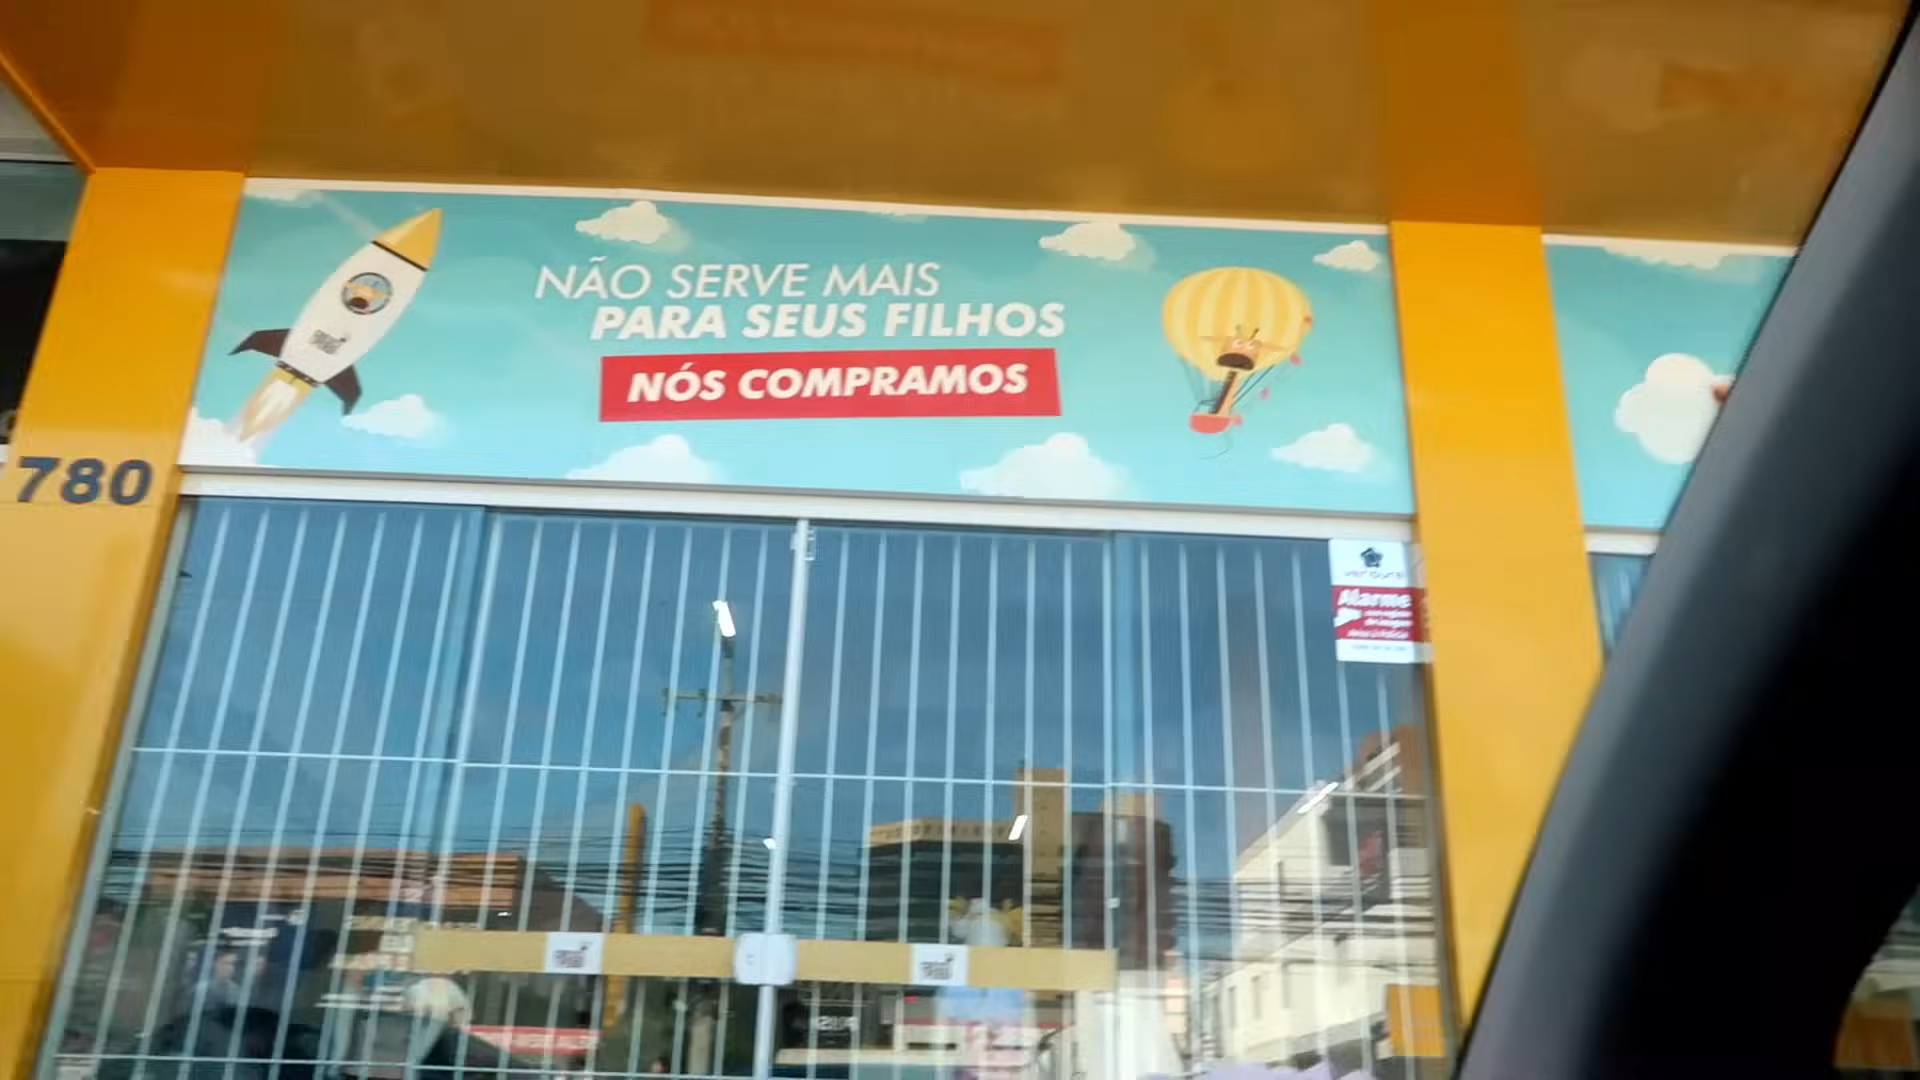 NÃO SERVE MAIS
PARA SEUS FILHOS
NÓS COMPRAMOS
780
Alarme